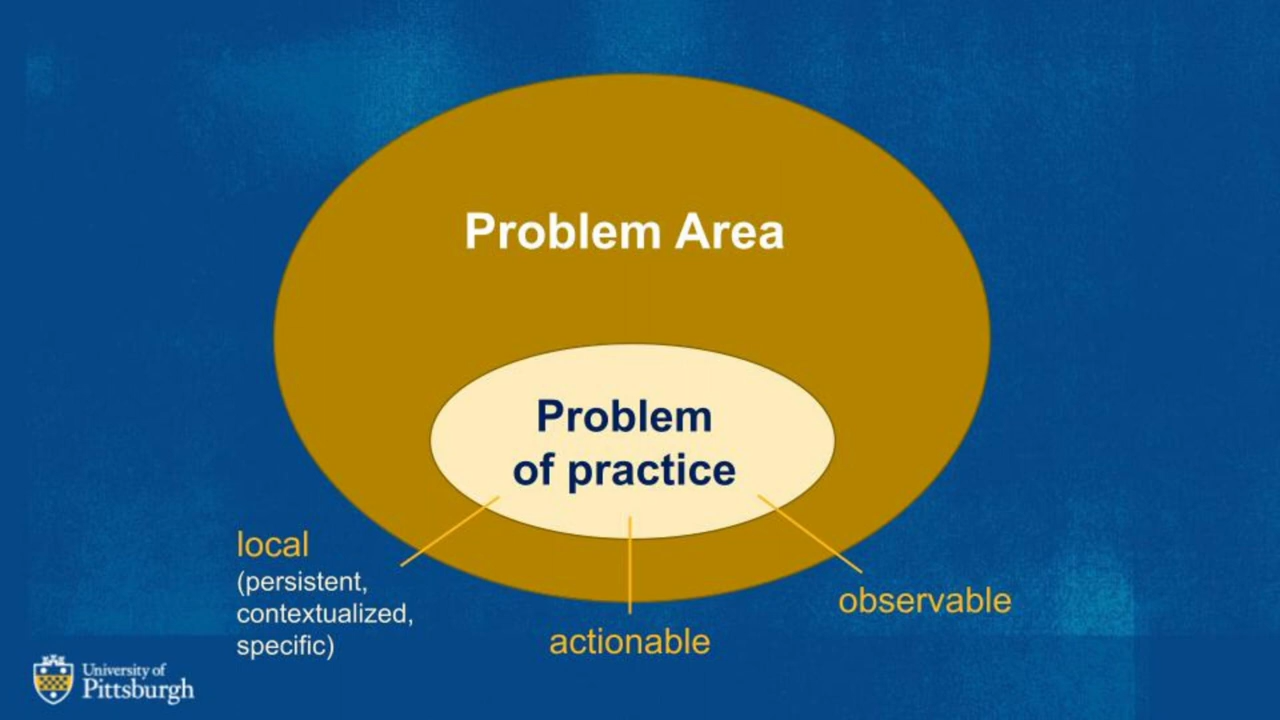 Problem Area
Problem
of practice
local
(persistent,
contextualized,
specific)
actionable
observable
University of
Pittsburgh